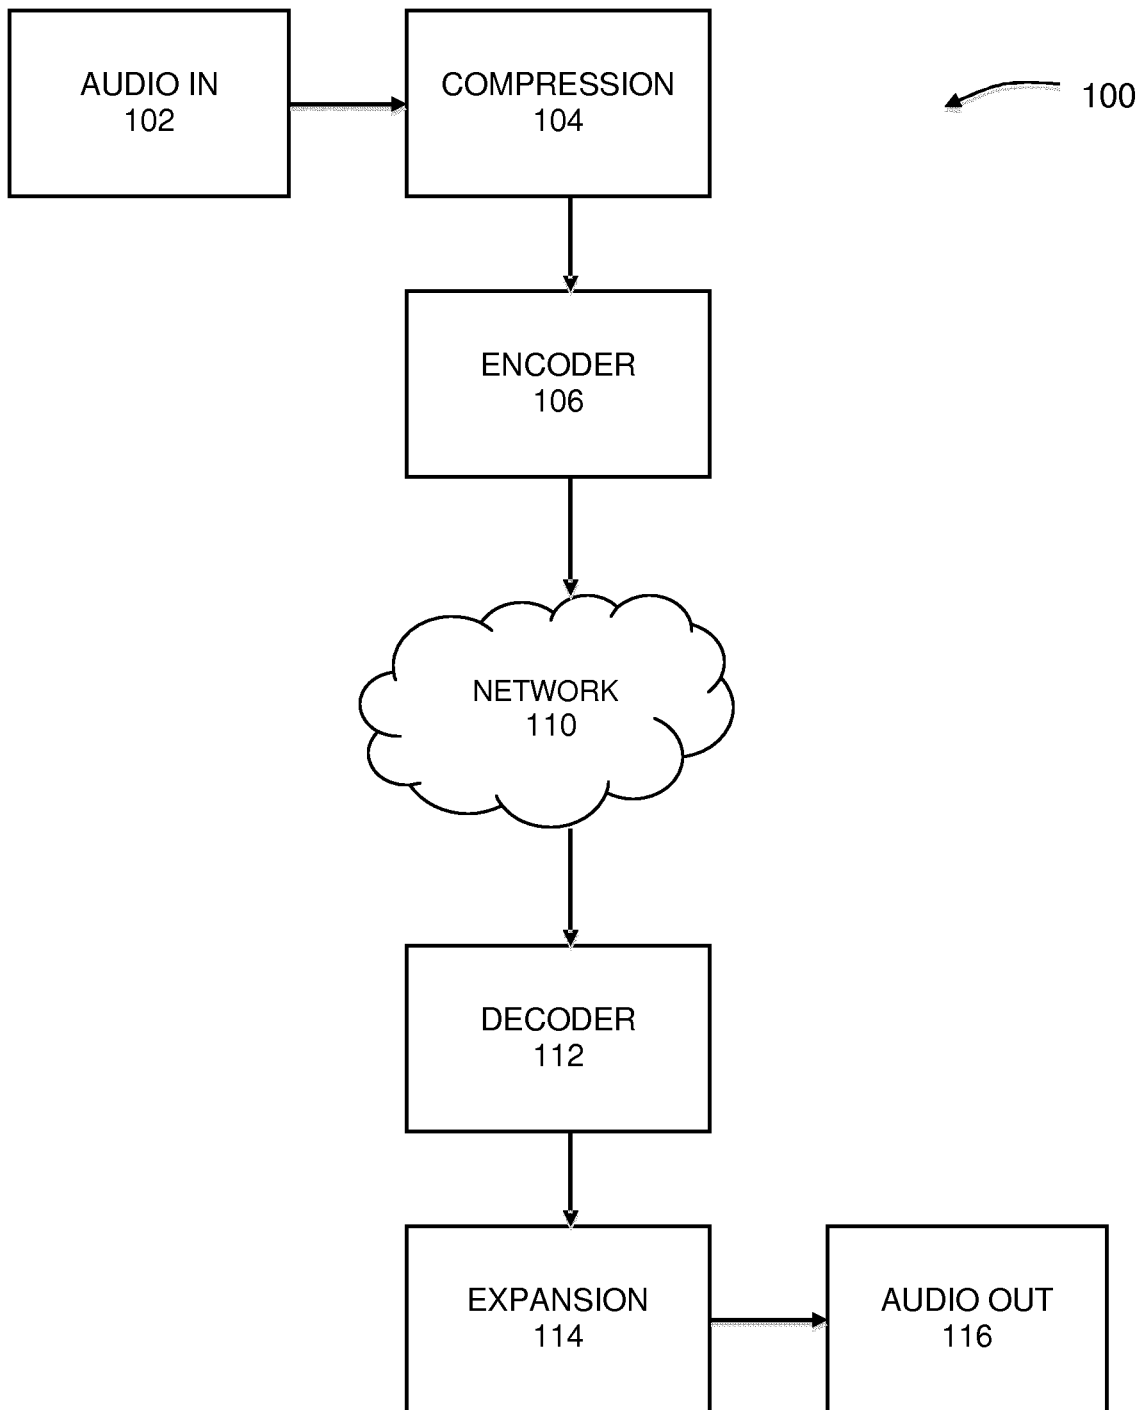 AUDIO IN
102
COMPRESSION
104
100
ENCODER
106
NETWORK
110
DECODER
112
EXPANSION
114
AUDIO OUT
116